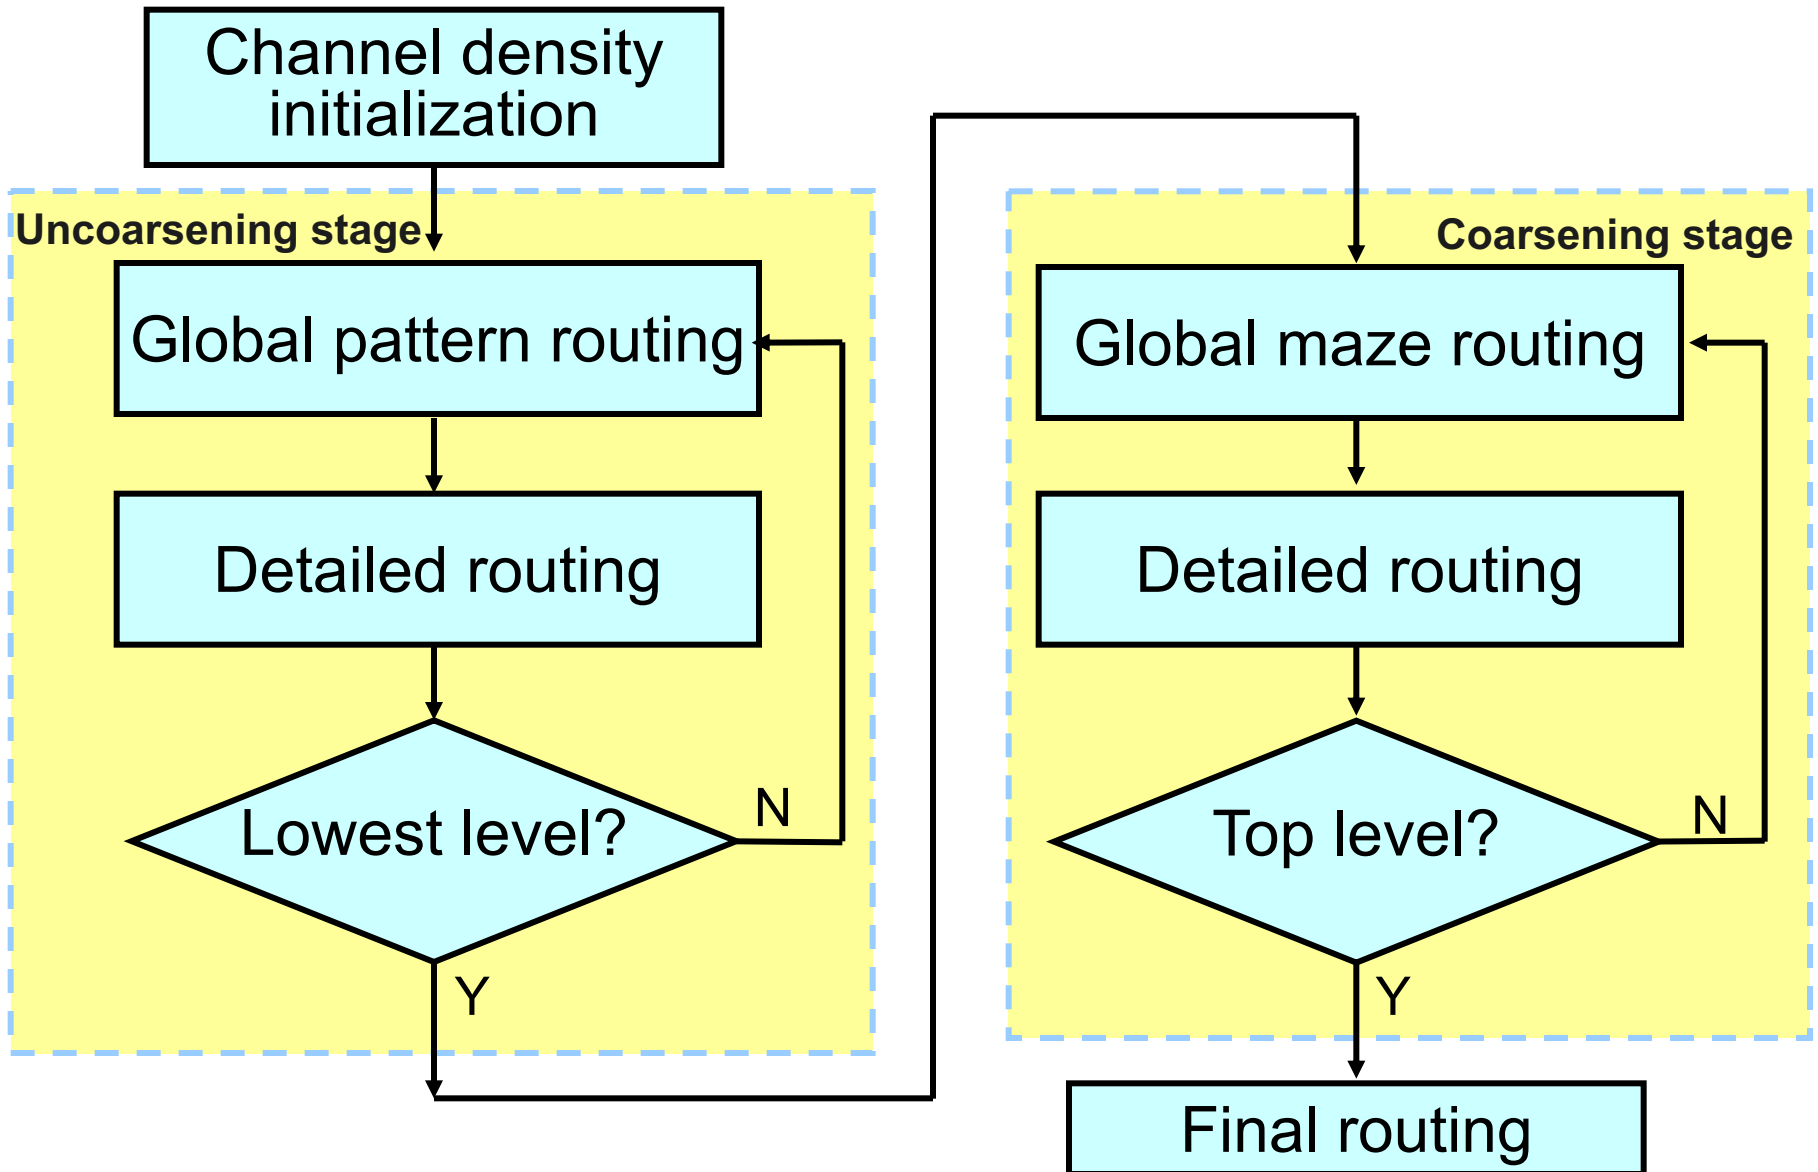 Channel density
initialization
Uncoarsening stage
Global pattern routing
Detailed routing
Lowest level?
N
Y
Coarsening stage
Global maze routing
Detailed routing
Top level?
N
Y
Final routing